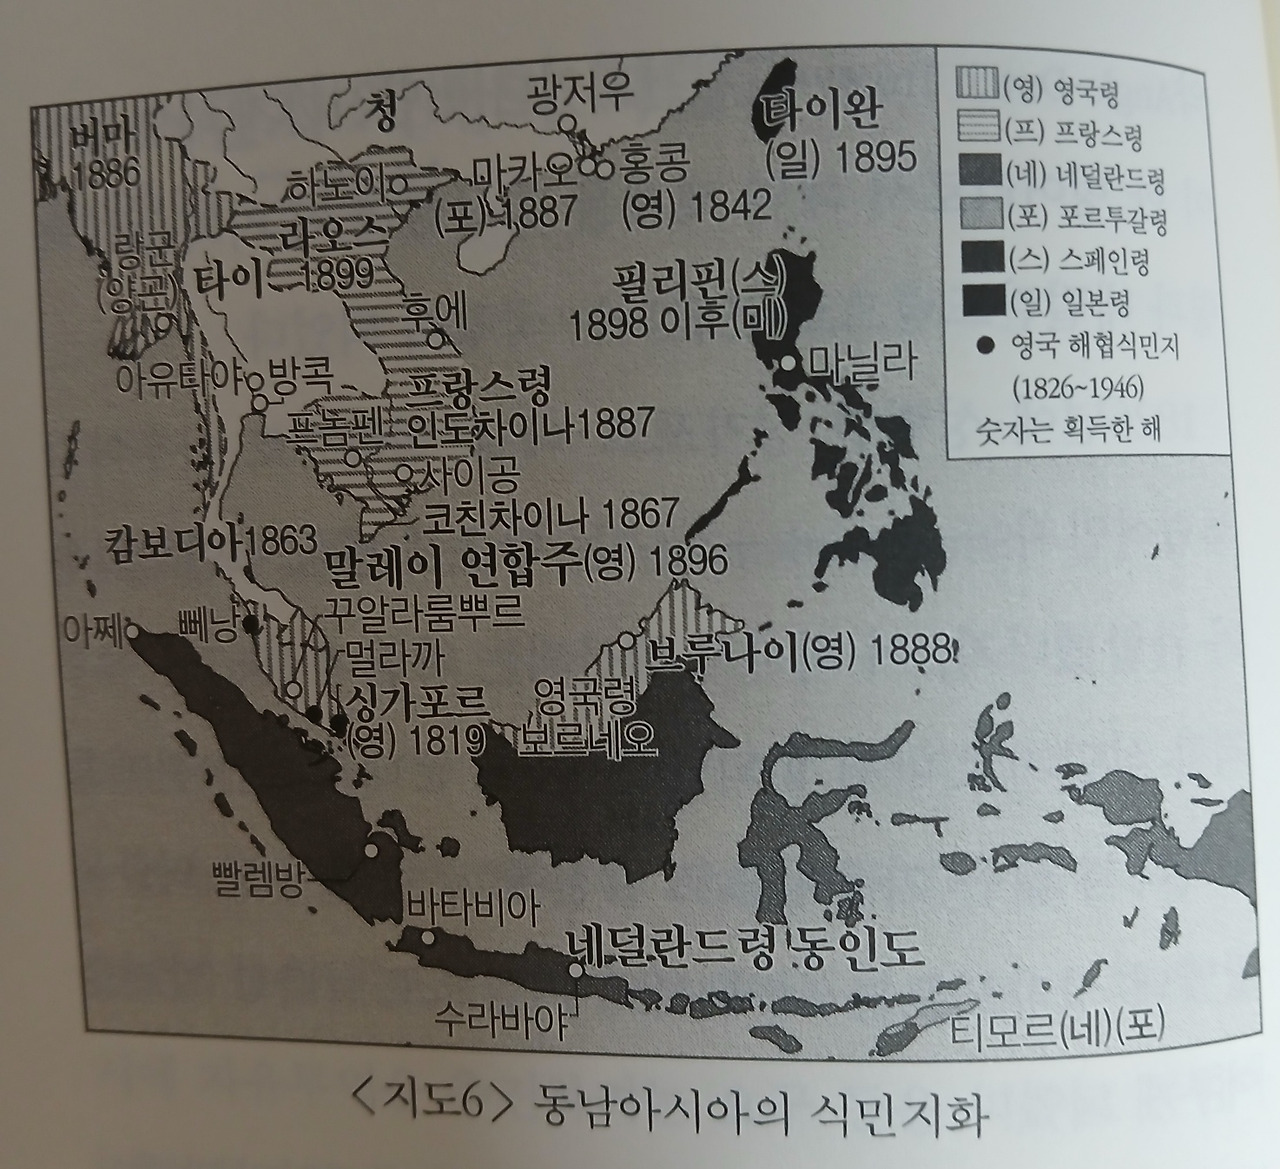 광저우
청
타이완
(일) 1895
버마
1886
하노이
마카오
(포) 1887
홍콩
(영) 1842
라오스
1899
랑군
(양곤)
타이
필리핀(스)
1898 이후(미)
후에
마닐라
아유타야
방콕
프랑스령
인도차이나1887
프놈펜
사이공
코친차이나 1867
캄보디아1863
말레이 연합주(영) 1896
아쩨
뻬낭
꾸알라룸뿌르
멀라까
브루나이(영) 1888
싱가포르
(영) 1819
영국령
보르네오
빨렘방
바타비아
네덜란드령 동인도
수라바야
티모르(네)(포)
(영) 영국령
(프) 프랑스령
(네) 네덜란드령
(포) 포르투갈령
(스) 스페인령
(일) 일본령
영국 해협식민지
(1826~1946)
숫자는 획득한 해
<지도6> 동남아시아의 식민지화